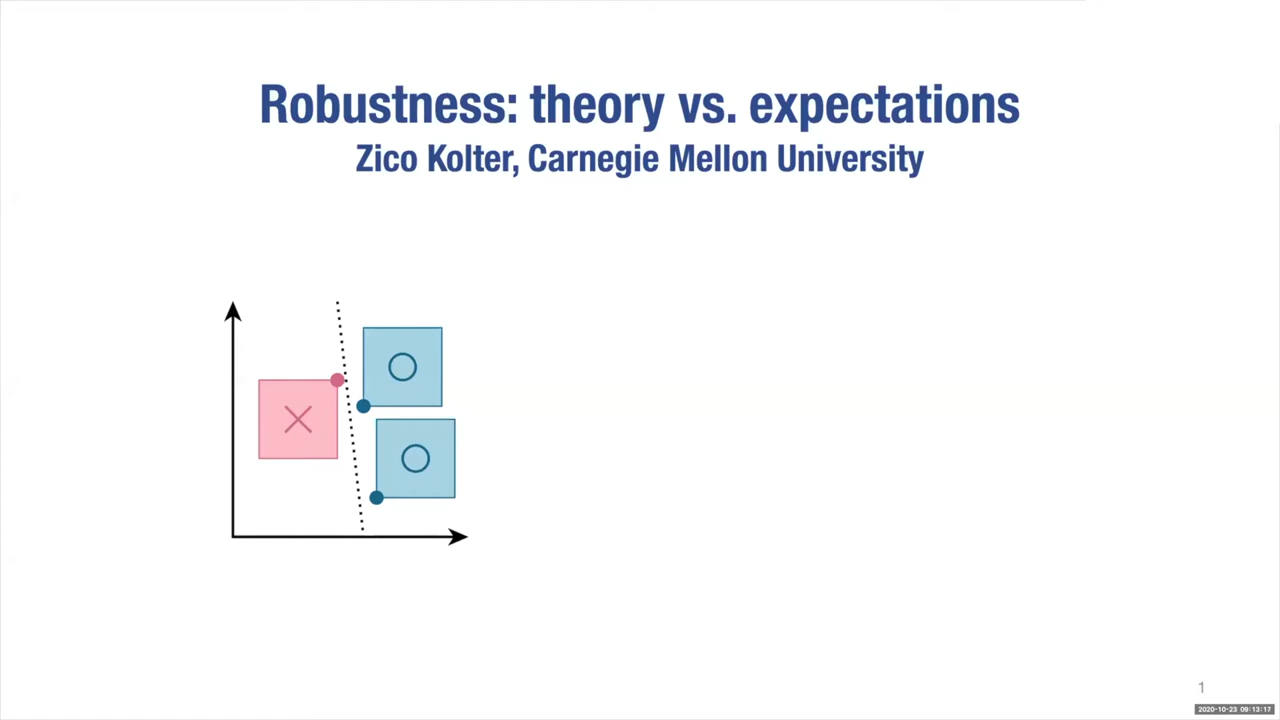 Robustness: theory vs. expectations
Zico Kolter, Carnegie Mellon University
1
2020-10-23 09:13:17